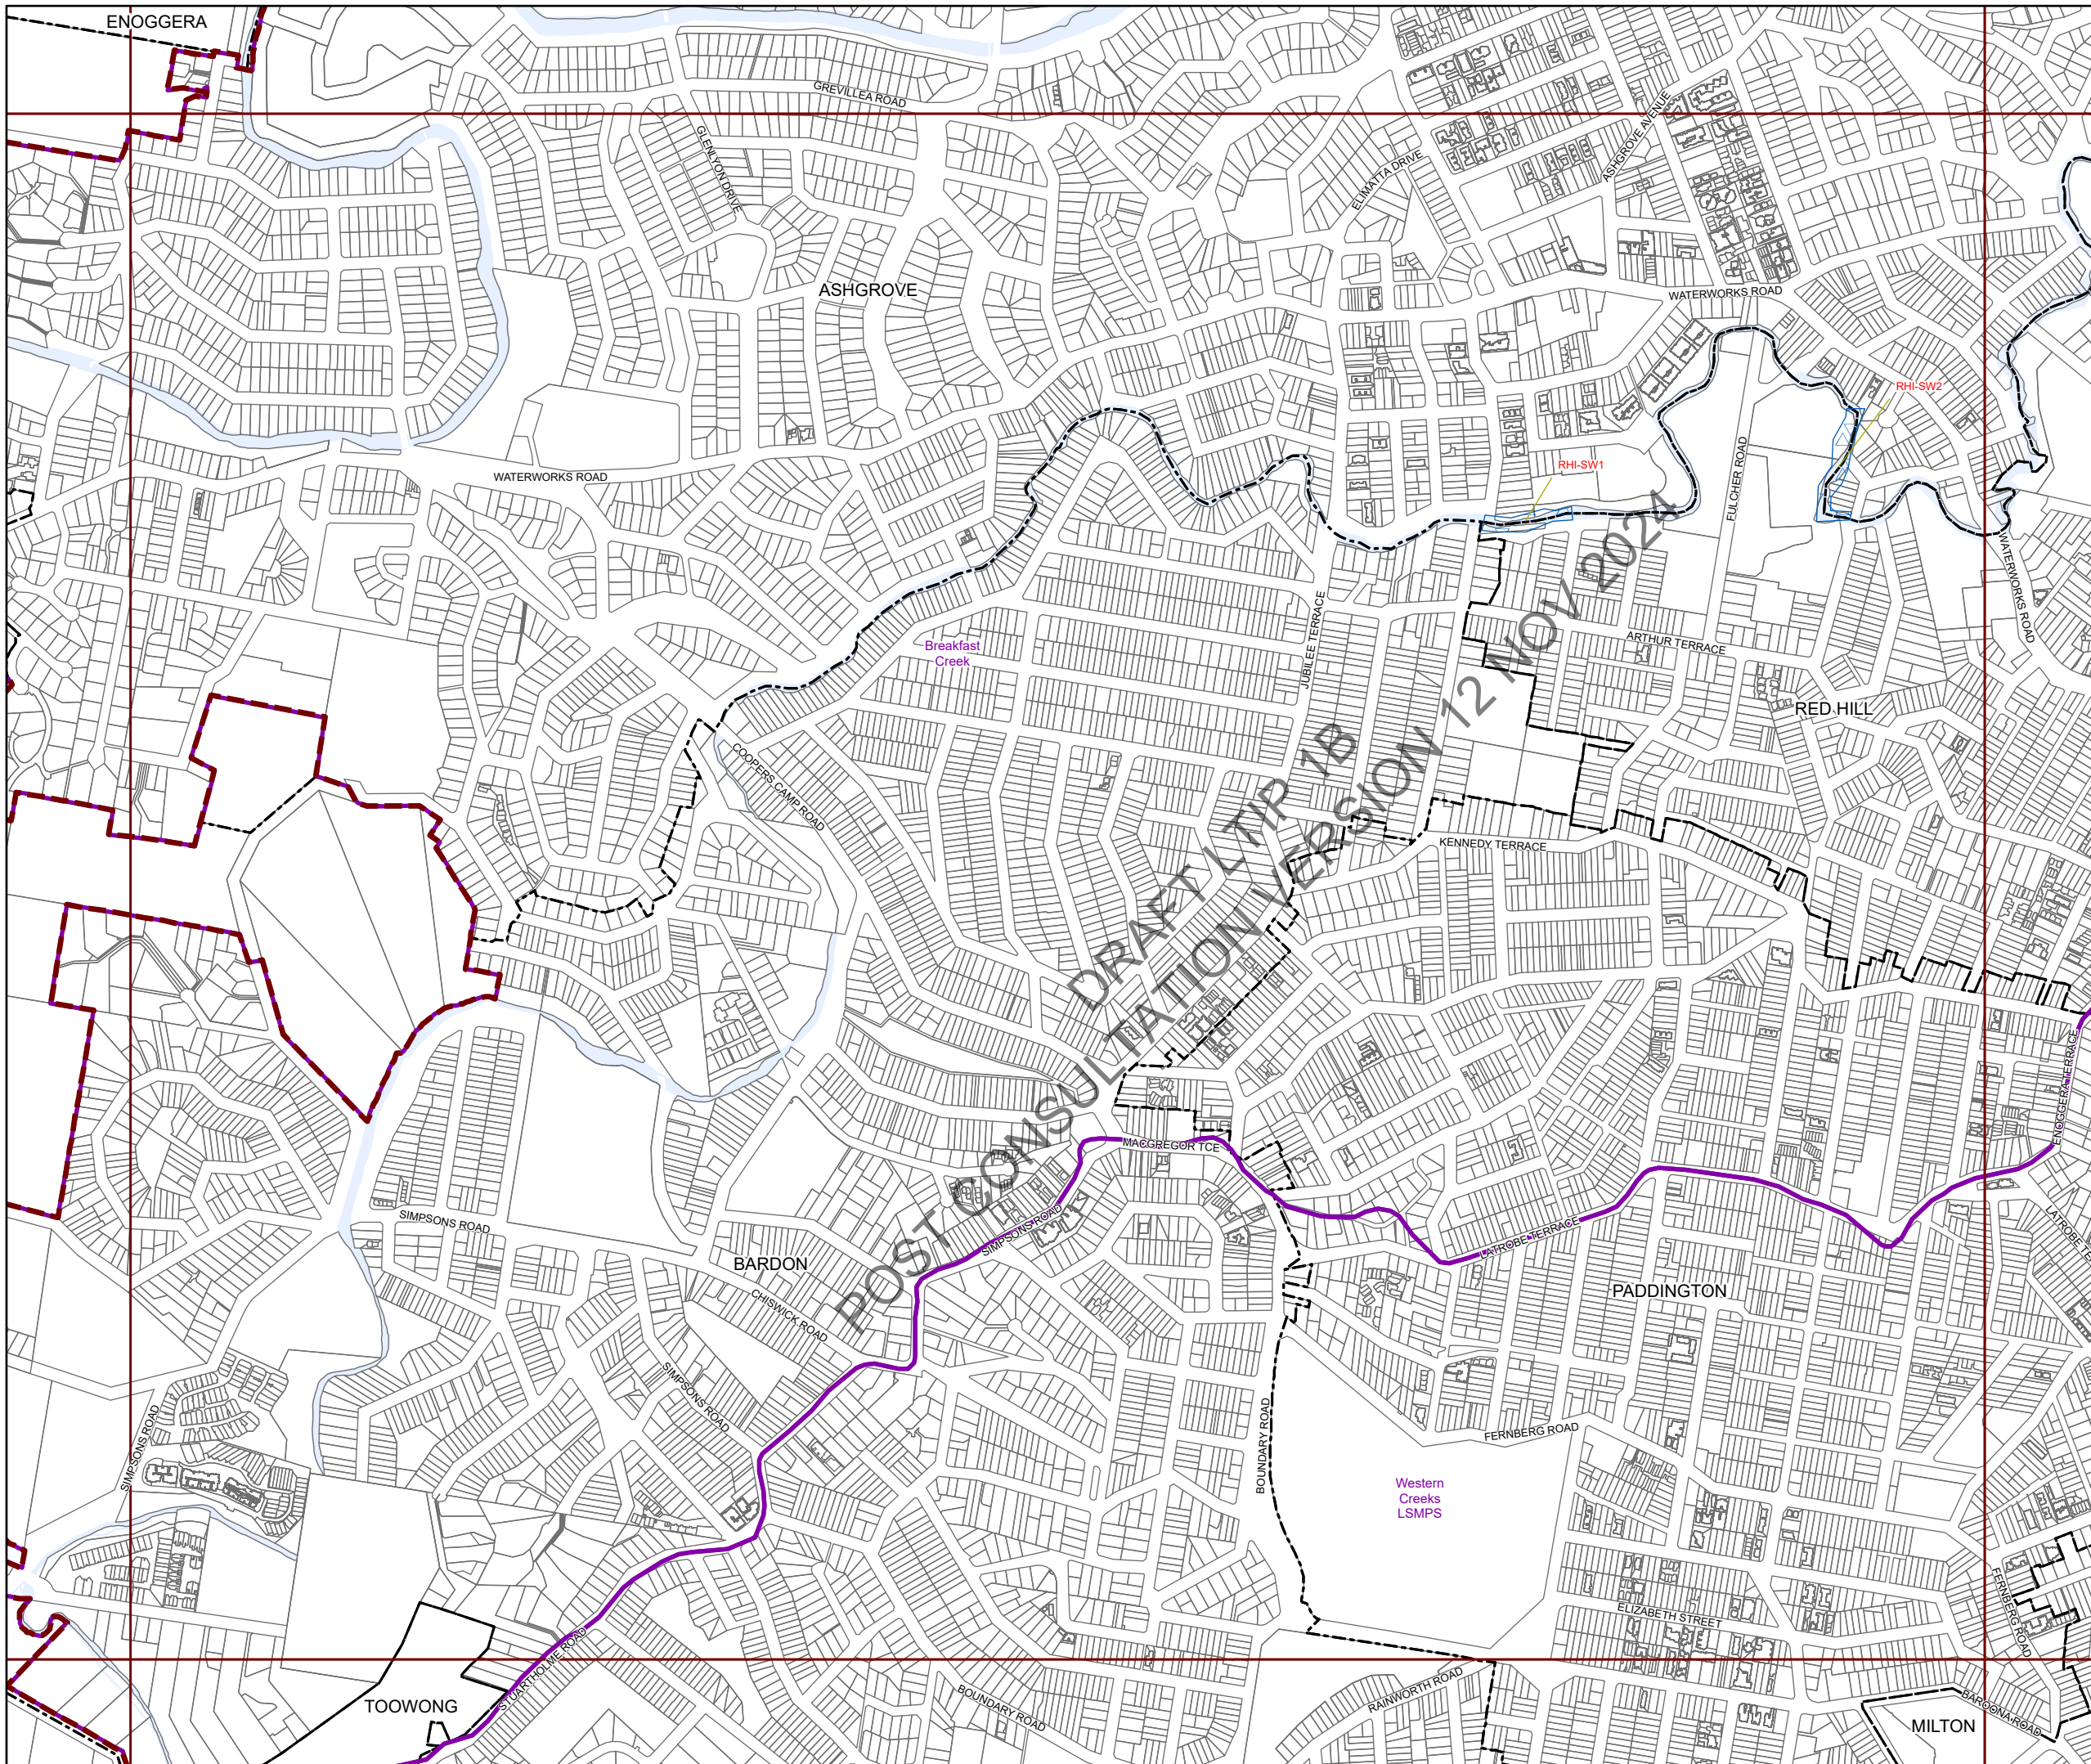 ENOGGERA
GREVILLEA ROAD
GLENLYON DRIVE
ASHGROVE AVENUE
ELIMATTA DRIVE
ASHGROVE
WATERWORKS ROAD
RHI-SW2
RHI-SW1
FULCHER ROAD
WATERWORKS ROAD
WATERWORKS ROAD
Breakfast
Creek
JUBILEE TERRACE
ARTHUR TERRACE
RED HILL
COOPERS CAMP ROAD
KENNEDY TERRACE
DRAFT LTIP 1B
POST CONSULTATION VERSION 12 NOV 2024
ENOGGERA TERRACE
MACGREGOR TCE
SIMPSONS ROAD
SIMPSONS ROAD
LATROBE TERRACE
LATROBE TE
BARDON
PADDINGTON
CHISWICK ROAD
SIMPSONS ROAD
SIMPSONS ROAD
BOUNDARY ROAD
FERNBERG ROAD
Western
Creeks
LSMPS
FERNBERG ROAD
ELIZABETH STREET
STUARTHOLME ROAD
TOOWONG
BOUNDARY ROAD
RAINWORTH ROAD
BAROONA ROAD
MILTON